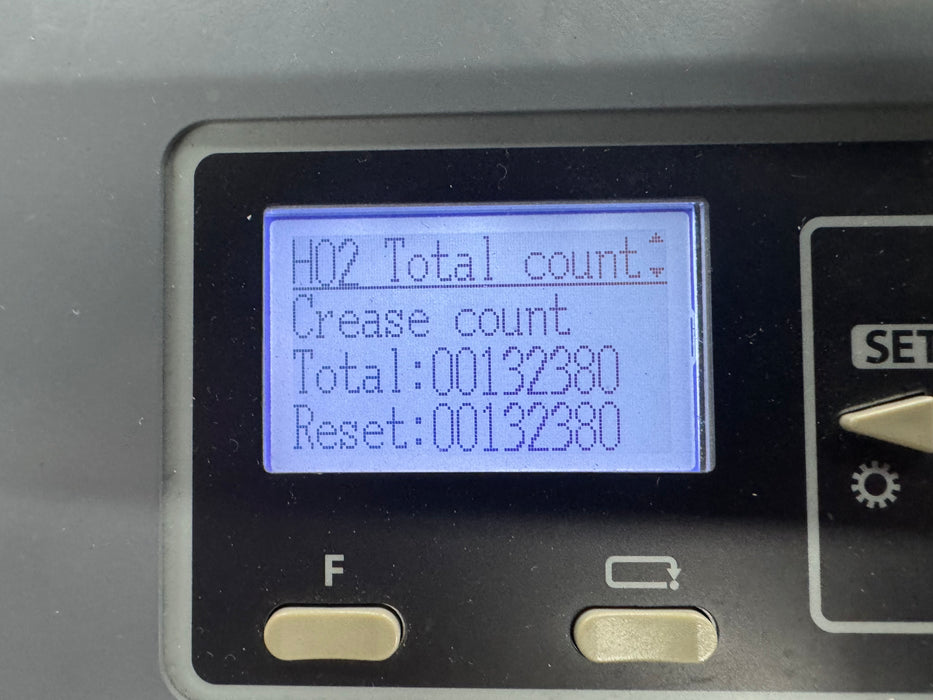 H02 Total count
Crease count
Total:00132380
Reset:00132380
SET
F